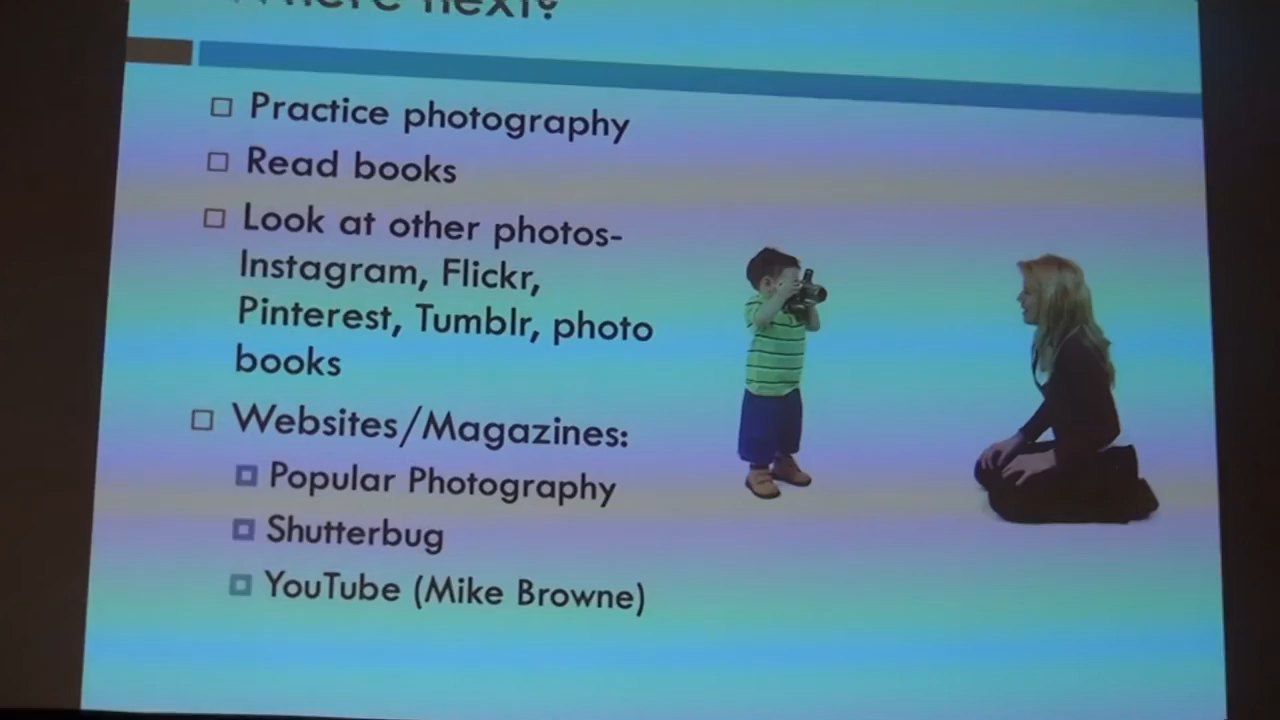 next?
Practice photography
Read books
Look at other photos-
Instagram, Flickr,
Pinterest, Tumblr, photo
books
Websites/Magazines:
Popular Photography
Shutterbug
YouTube (Mike Browne)